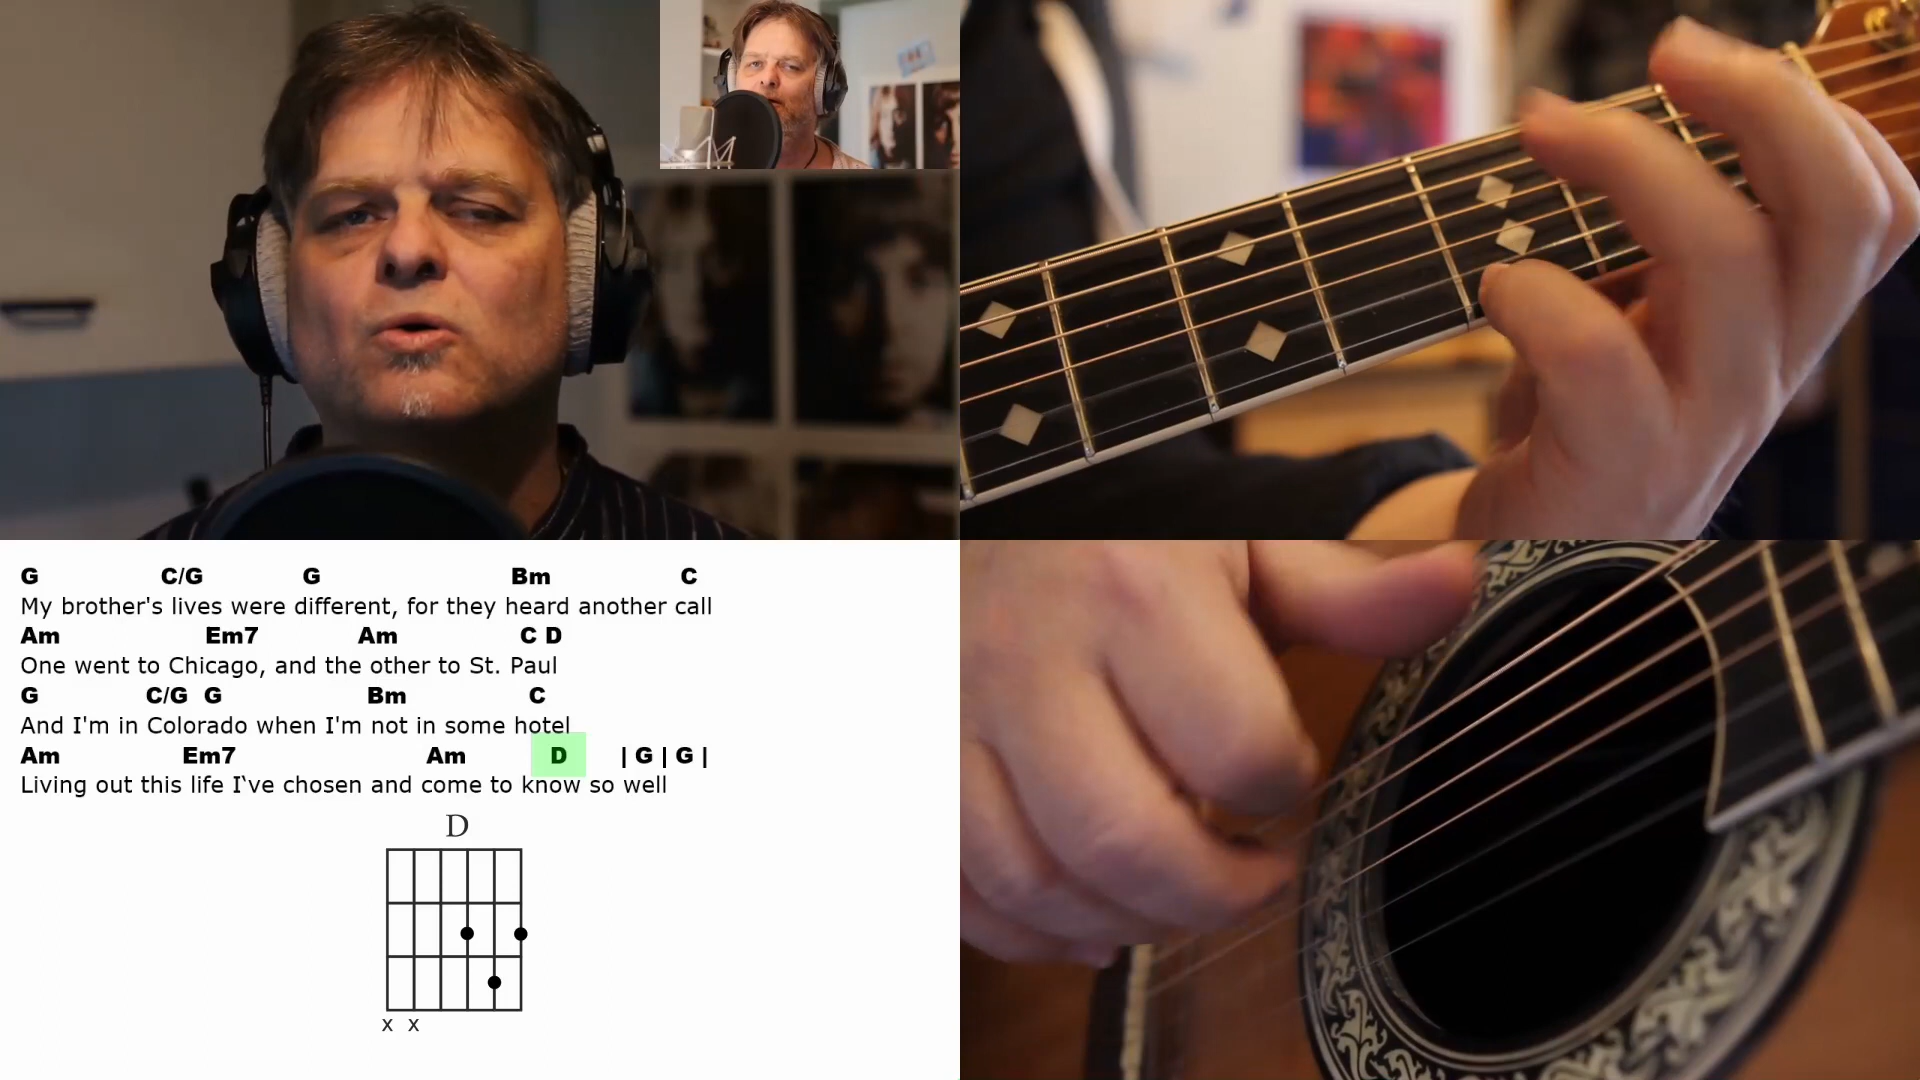 G C/G G Bm C
My brother's lives were different, for they heard another call
Am Em7 Am C D
One went to Chicago, and the other to St. Paul
G C/G G Bm C
And I'm in Colorado when I'm not in some hotel
Am Em7 Am D | G | G |
Living out this life I‘ve chosen and come to know so well
D
x x